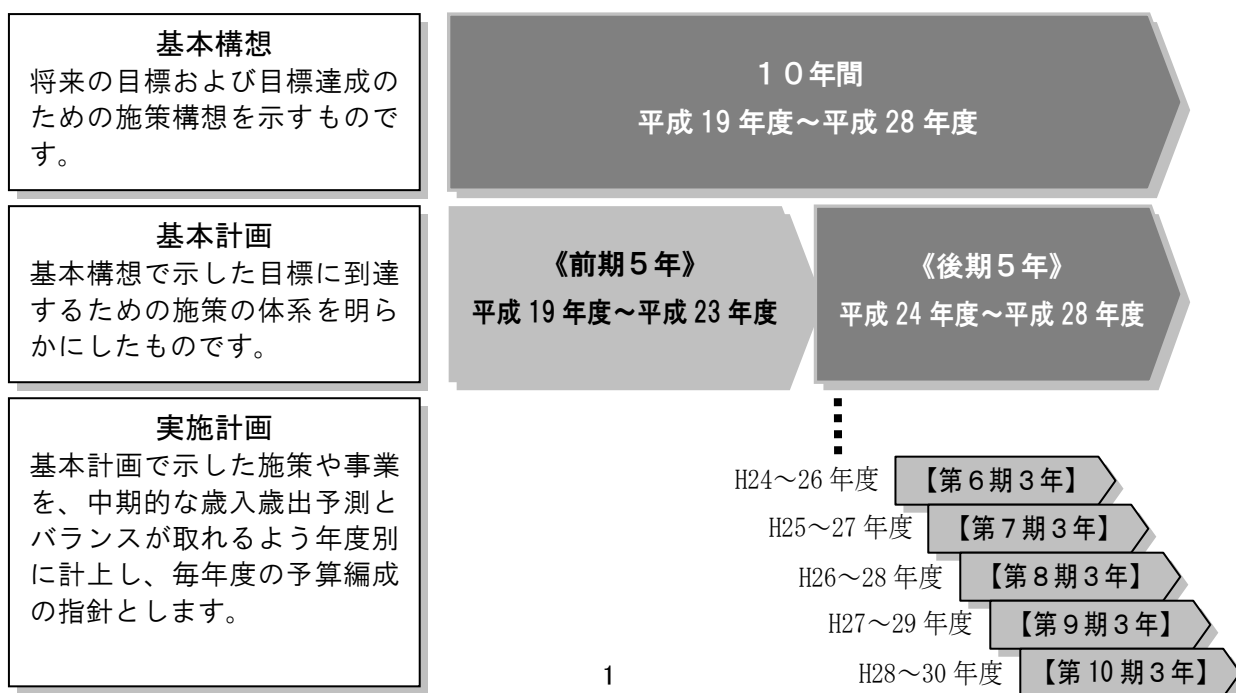 基本構想
将来の目標および目標達成の
ための施策構想を示すもので
す。
１０年間
平成 19 年度～平成 28 年度
基本計画
基本構想で示した目標に到達
するための施策の体系を明ら
かにしたものです。
《前期５年》
平成 19 年度～平成 23 年度
《後期５年》
平成 24 年度～平成 28 年度
実施計画
基本計画で示した施策や事業
を、中期的な歳入歳出予測と
バランスが取れるよう年度別
に計上し、毎年度の予算編成
の指針とします。
H24～26 年度 【第６期３年】
H25～27 年度 【第７期３年】
H26～28 年度 【第８期３年】
H27～29 年度 【第９期３年】
H28～30 年度 【第 10 期３年】
1